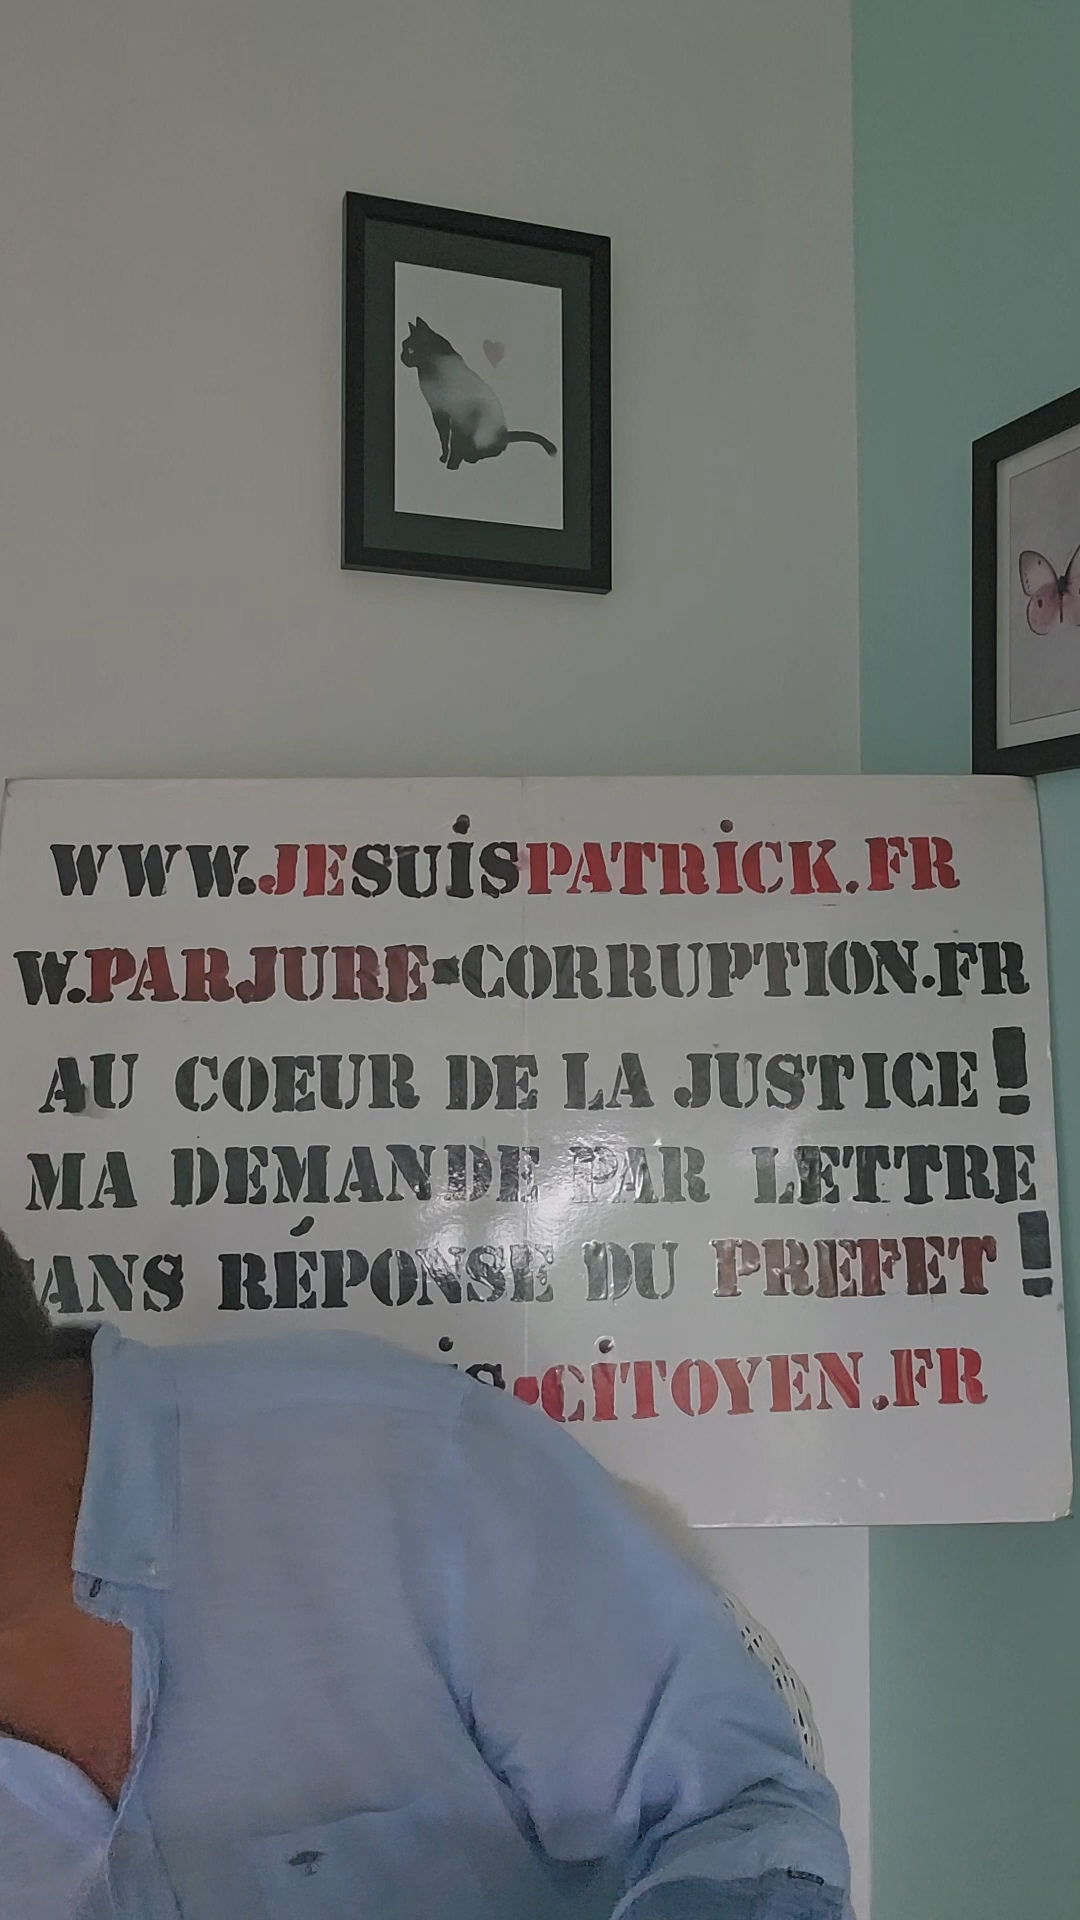 WWW.JESUISPATRICK.FR
W.PARJURE-CORRUPTION.FR
AU COEUR DE LA JUSTICE!
MA DEMANDE PAR LETTRE
ANS RÉPONSE DU PREFET !
is-CITOYEN.FR